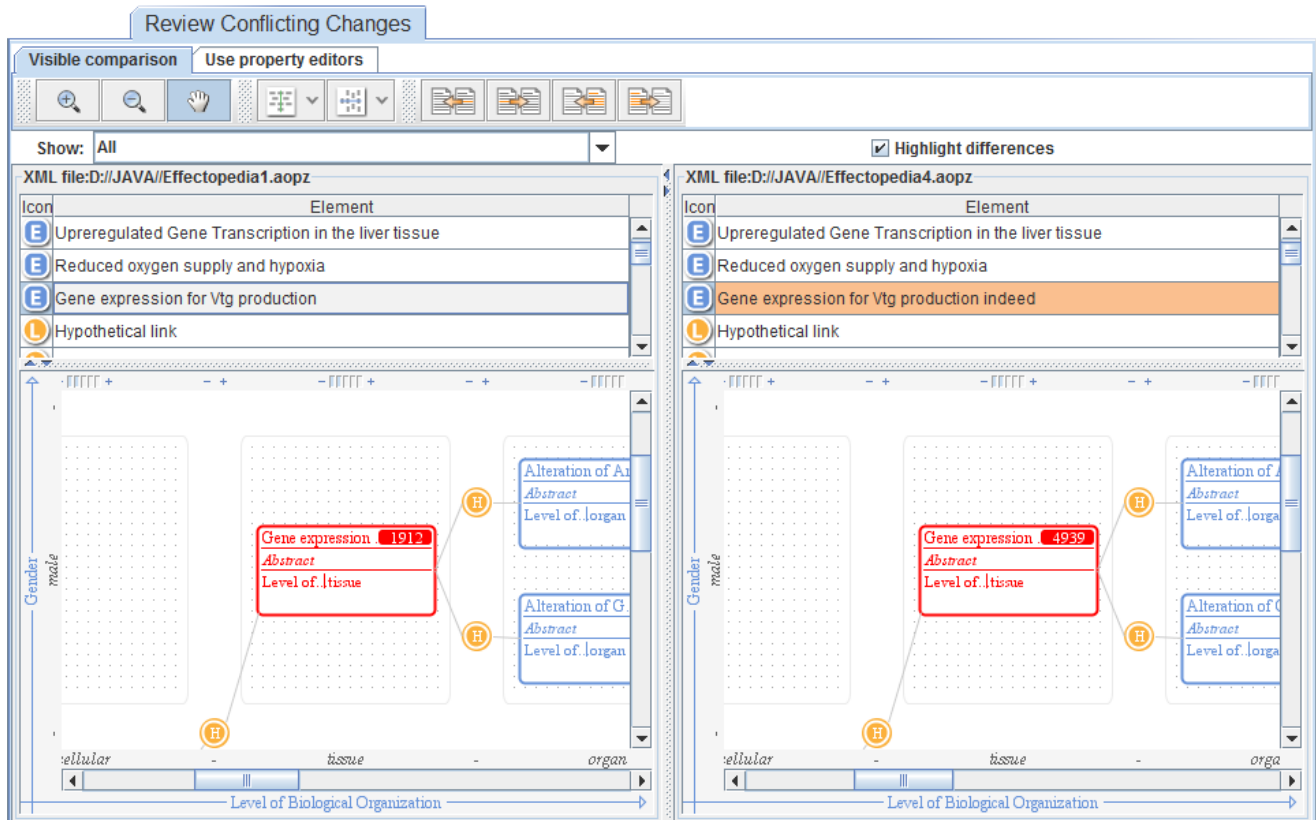 Review Conflicting Changes
Visible comparison Use property editors
Show: All Highlight differences
XML file:D://JAVA//Effectopedia1.aopz
Icon Element
E Upreregulated Gene Transcription in the liver tissue
E Reduced oxygen supply and hypoxia
E Gene expression for Vtg production
L Hypothetical link
- + - + - + -
Alteration of Ar
Abstract
Level of..|organ
H
Gene expression . 1912
Abstract
Level of..|tissue
Alteration of G.
Abstract
Level of..|organ
H
H
Gender
male
cellular - tissue - organ
Level of Biological Organization
XML file:D://JAVA//Effectopedia4.aopz
Icon Element
E Upreregulated Gene Transcription in the liver tissue
E Reduced oxygen supply and hypoxia
E Gene expression for Vtg production indeed
L Hypothetical link
- + - + - + -
Alteration of A
Abstract
Level of..|orga
H
Gene expression . 4939
Abstract
Level of..|tissue
Alteration of G
Abstract
Level of..|orga
H
H
Gender
male
cellular - tissue - orga
Level of Biological Organization